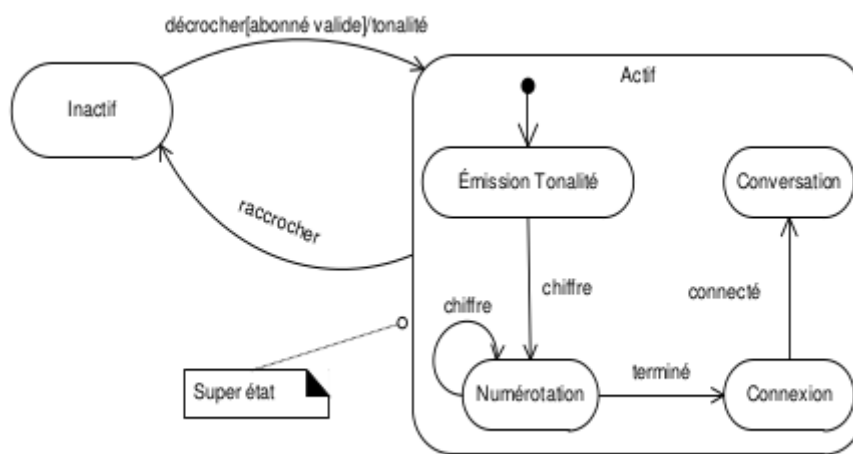 décrocher[abonné valide]/tonalité
Actif
Inactif
Émission Tonalité
Conversation
raccrocher
chiffre
connecté
chiffre
Super état
Numérotation
terminé
Connexion